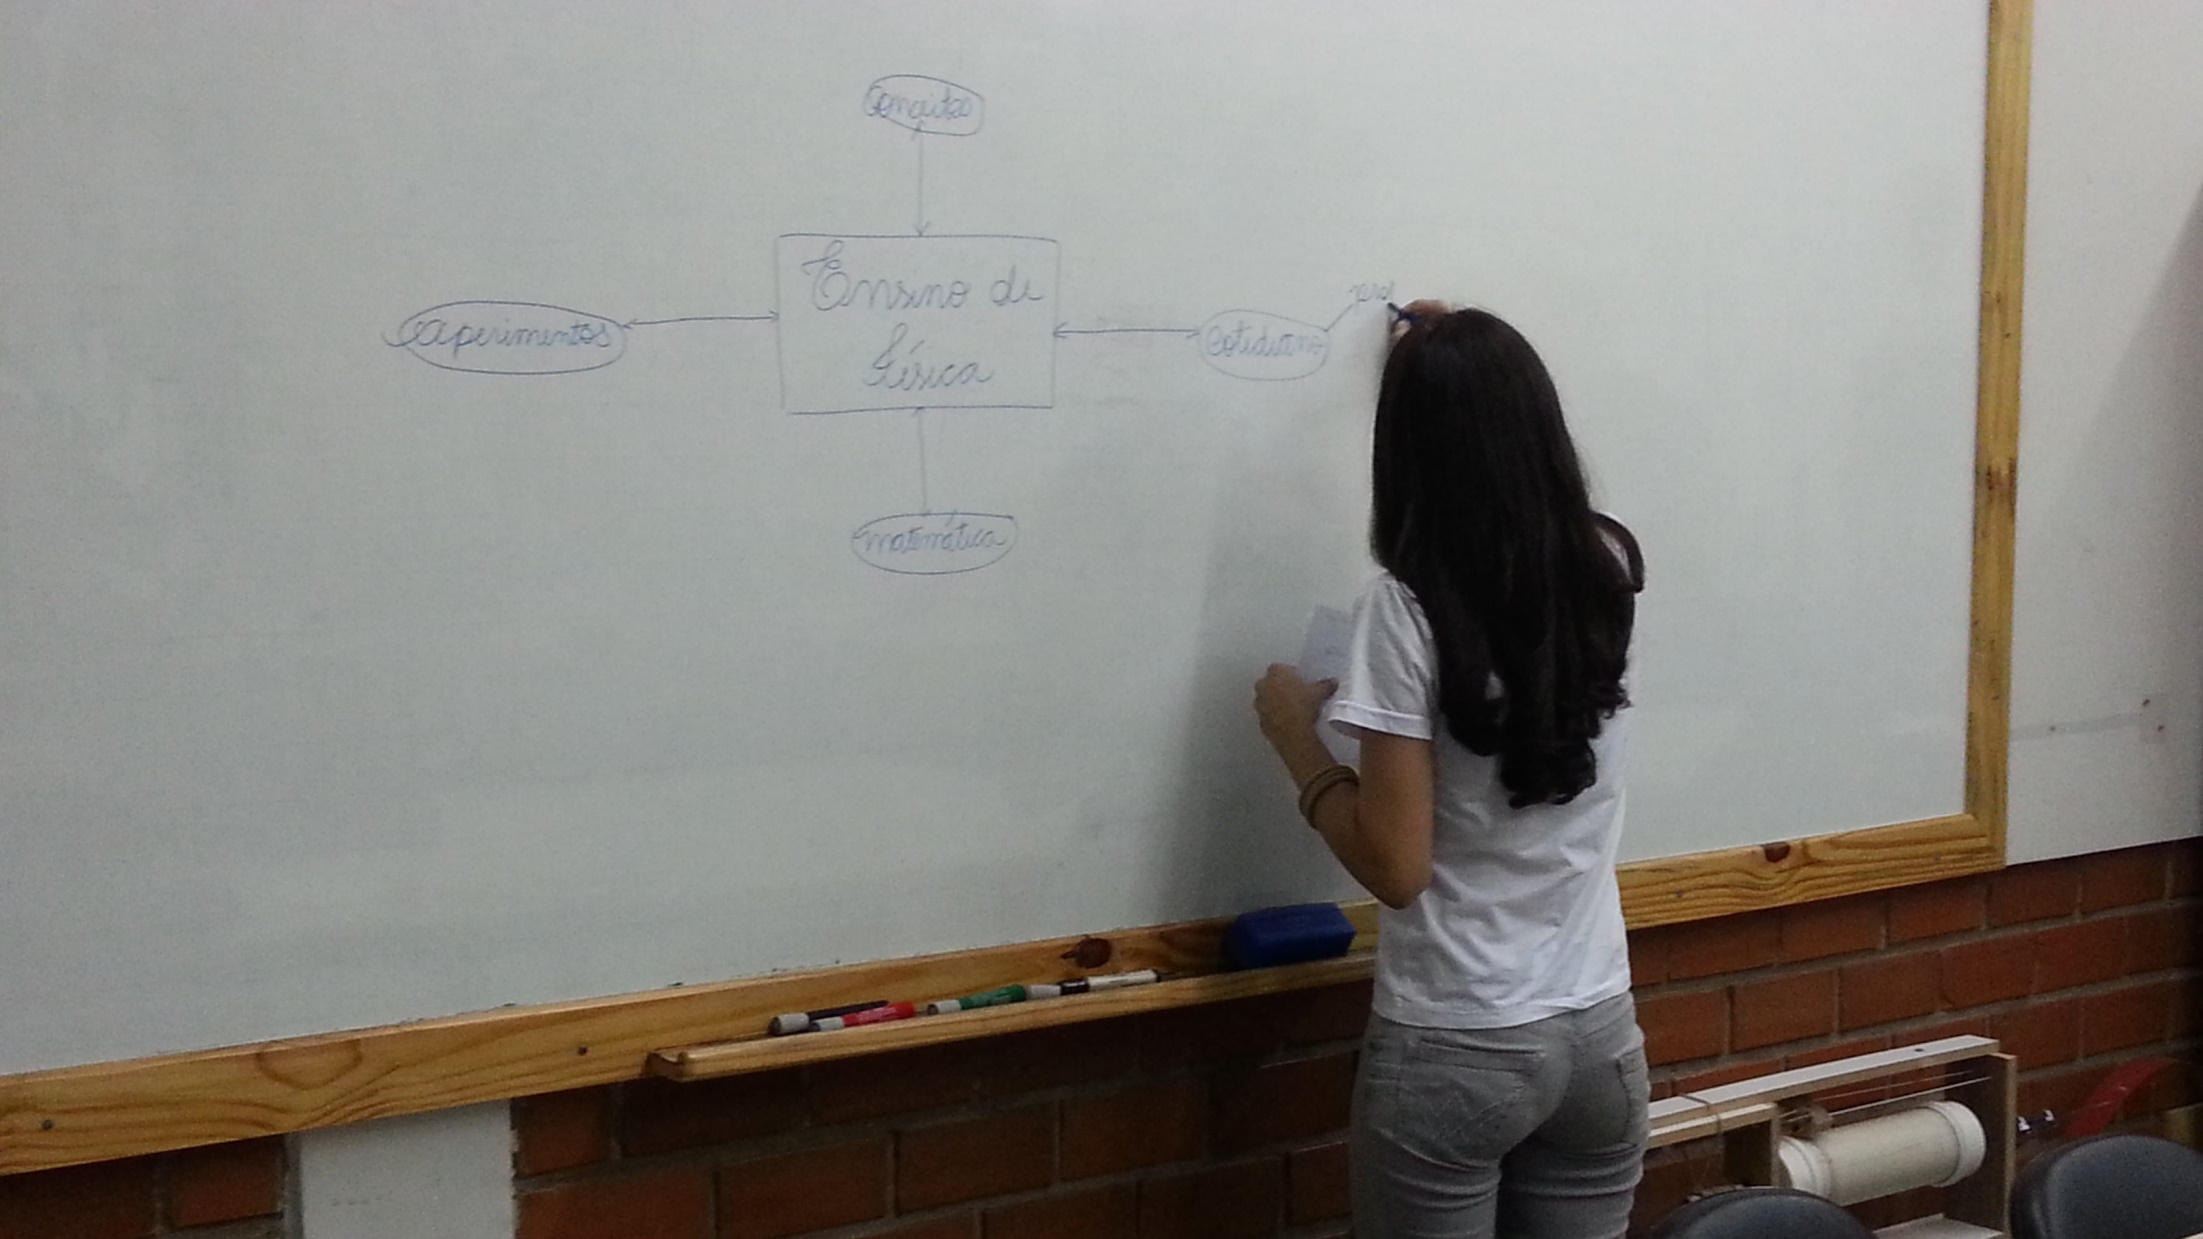 Conceitos
Ensino de
Física
experimentos
Cotidiano
matemática